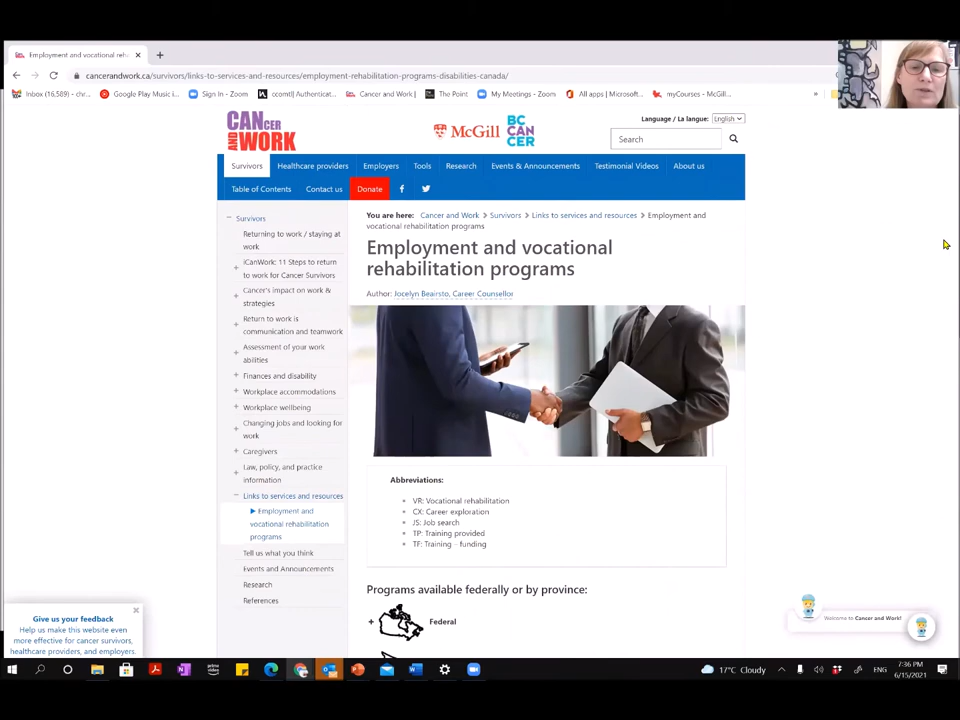 Employment and vocational reh
cancerandwork.ca/survivors/links-to-services-and-resources/employment-rehabilitation-programs-disabilities-canada/
Inbox (16,589) - chr...
Google Play Music i...
Sign In - Zoom
ccomtl| Authenticat...
Cancer and Work |
The Point
My Meetings - Zoom
All apps | Microsoft...
myCourses - McGill...
»
CANcer
AND WORK
McGill
BC
CAN
CER
Language / La langue: English
Search
Survivors
Healthcare providers
Employers
Tools
Research
Events & Announcements
Testimonial Videos
About us
Table of Contents
Contact us
Donate
Survivors
Returning to work / staying at
work
iCanWork: 11 Steps to return
to work for Cancer Survivors
Cancer's impact on work &
strategies
Return to work is
communication and teamwork
Assessment of your work
abilities
Finances and disability
Workplace accommodations
Workplace wellbeing
Changing jobs and looking for
work
Caregivers
Law, policy, and practice
information
Links to services and resources
Employment and
vocational rehabilitation
programs
Tell us what you think
Events and Announcements
Research
References
You are here: Cancer and Work > Survivors > Links to services and resources > Employment and
vocational rehabilitation programs
Employment and vocational
rehabilitation programs
Author: Jocelyn Beairsto, Career Counsellor
Abbreviations:
VR: Vocational rehabilitation
CX: Career exploration
JS: Job search
TP: Training provided
TF: Training – funding
Programs available federally or by province:
Federal
Give us your feedback
Help us make this website even
more effective for cancer survivors,
healthcare providers, and employers.
Welcome to Cancer and Work!
17°C Cloudy
ENG
7:36 PM
6/15/2021